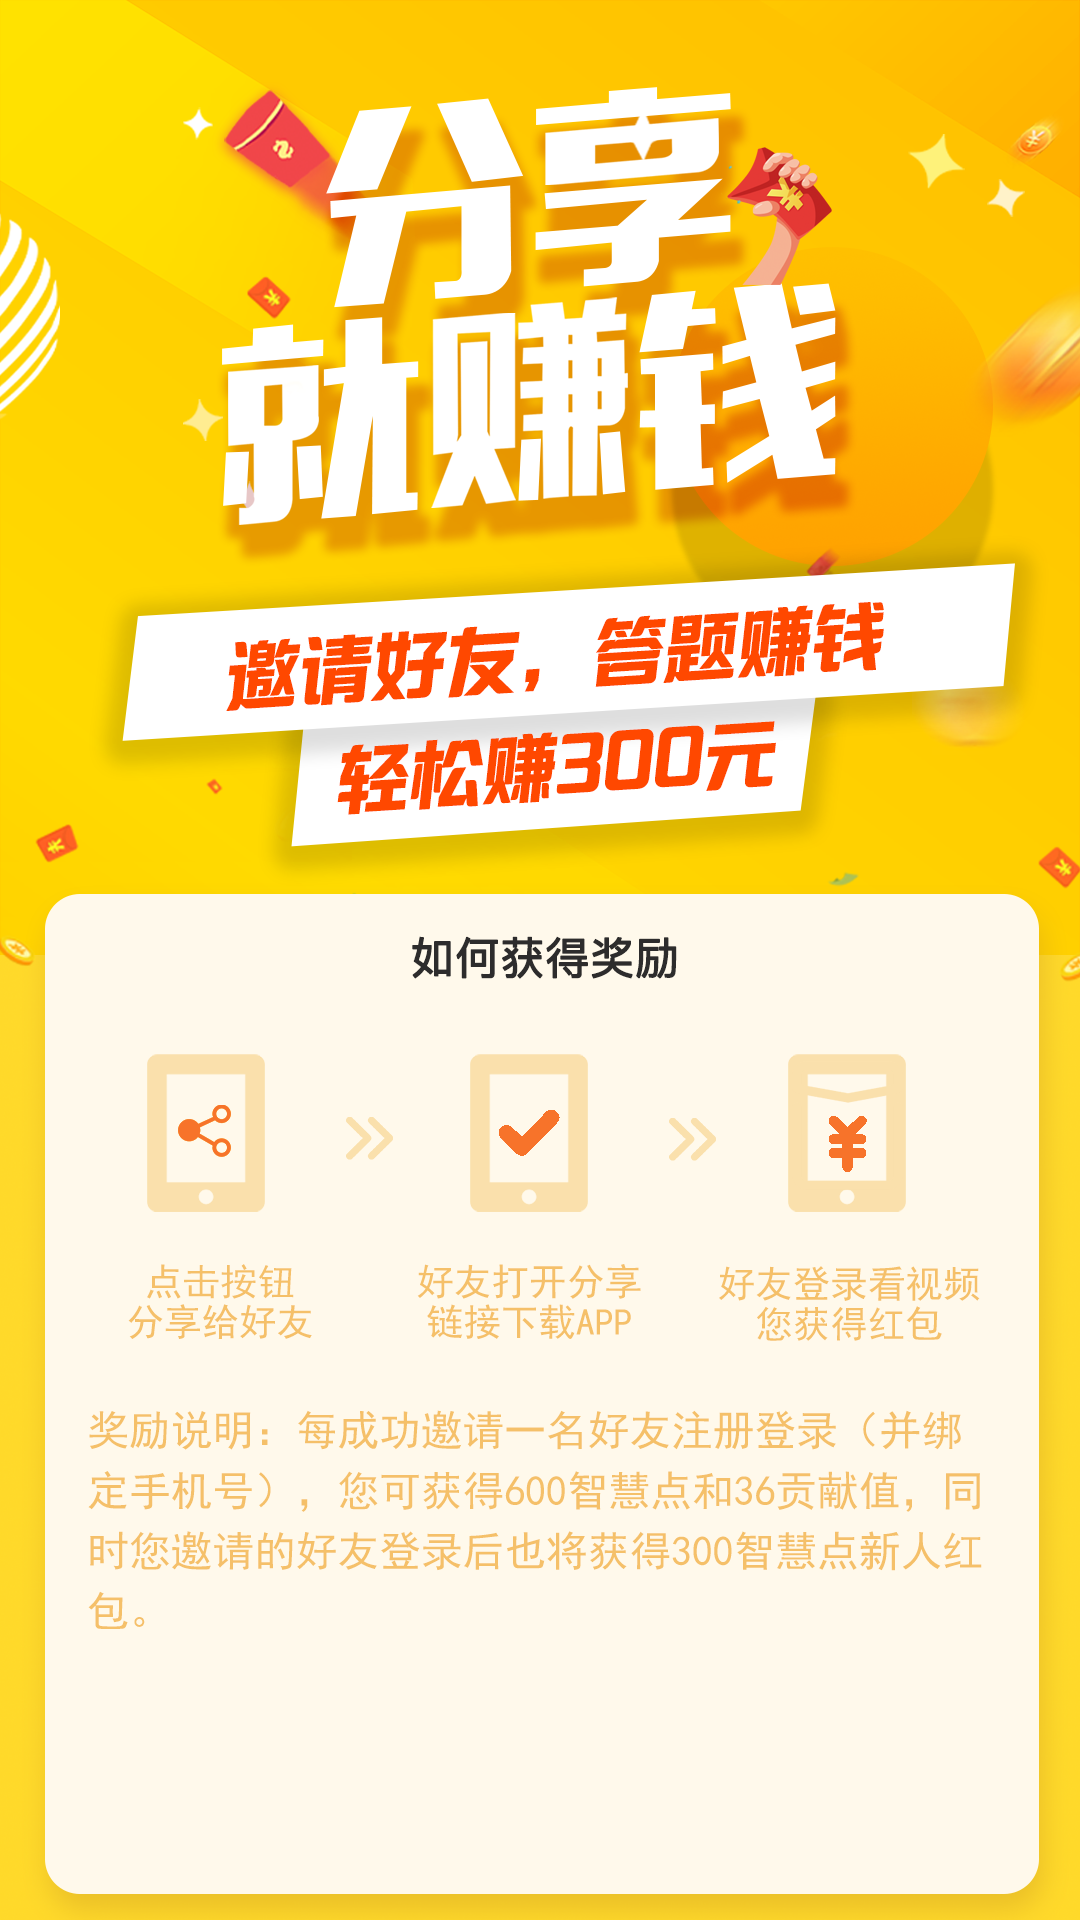 分享
就赚钱
邀请好友，答题赚钱
轻松赚300元
如何获得奖励
点击按钮
分享给好友
好友打开分享
链接下载APP
好友登录看视频
您获得红包
奖励说明：每成功邀请一名好友注册登录（并绑
定手机号），您可获得600智慧点和36贡献值，同
时您邀请的好友登录后也将获得300智慧点新人红
包。